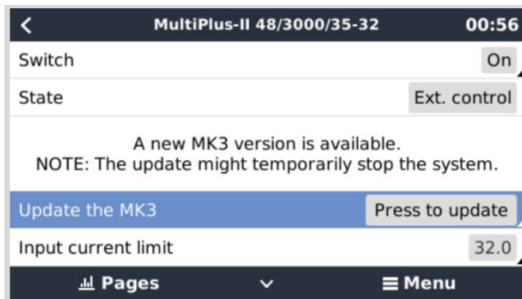 MultiPlus-II 48/3000/35-32 00:56
Switch On
State Ext. control
A new MK3 version is available.
NOTE: The update might temporarily stop the system.
Update the MK3 Press to update
Input current limit 32.0
Pages Menu